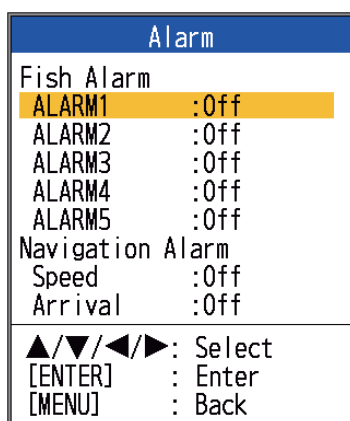 Alarm
Fish Alarm
ALARM1 :Off
ALARM2 :Off
ALARM3 :Off
ALARM4 :Off
ALARM5 :Off
Navigation Alarm
Speed :Off
Arrival :Off
▲/▼/◀/▶: Select
[ENTER] : Enter
[MENU] : Back